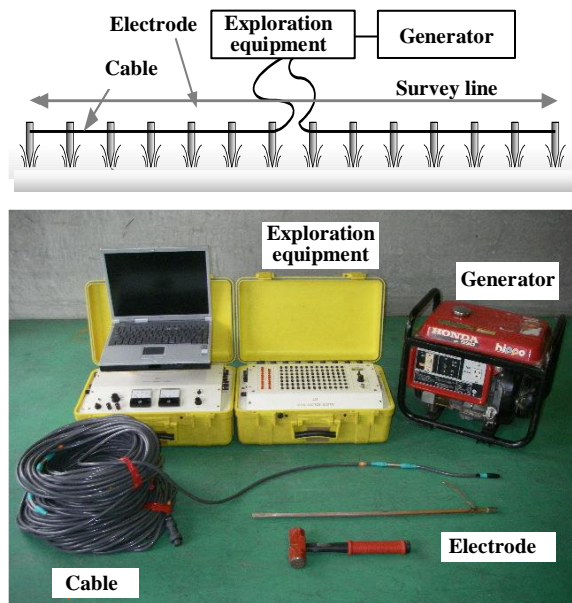 Electrode
Exploration
equipment
Generator
Cable
Survey line
Exploration
equipment
Generator
HONDA
Electrode
Cable